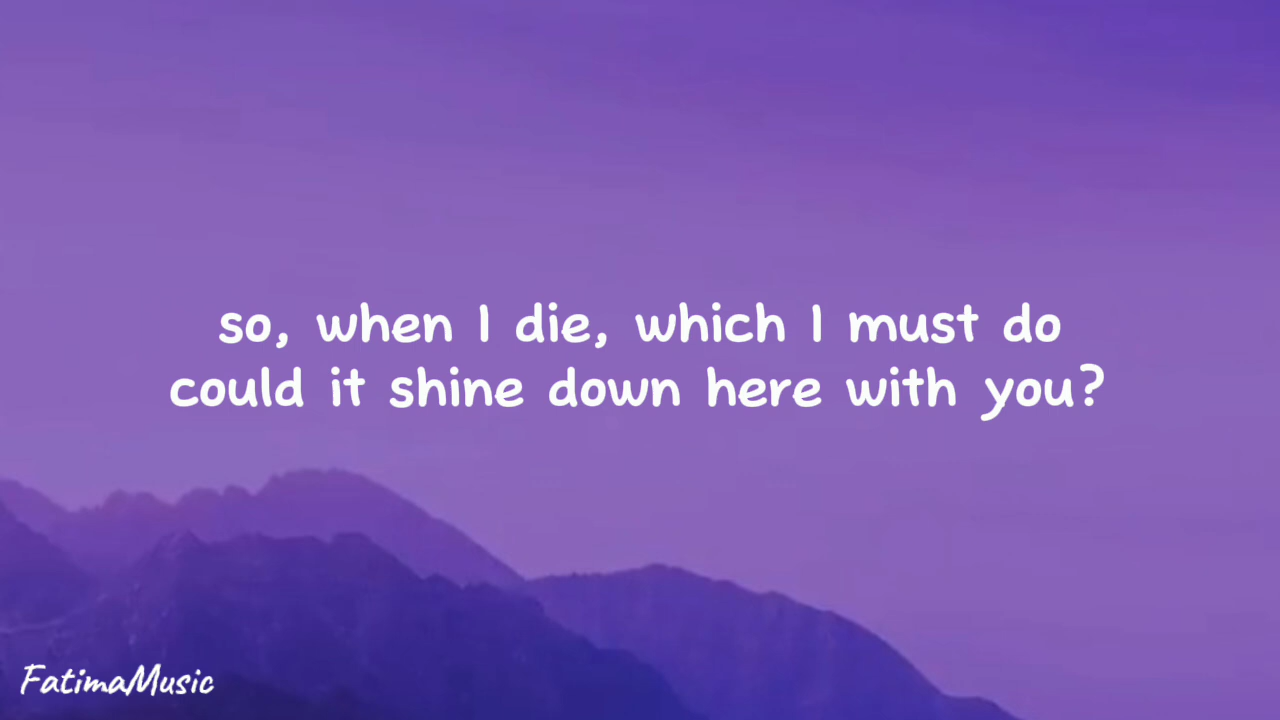 so, when I die, which I must do
could it shine down here with you?
FatimaMusic